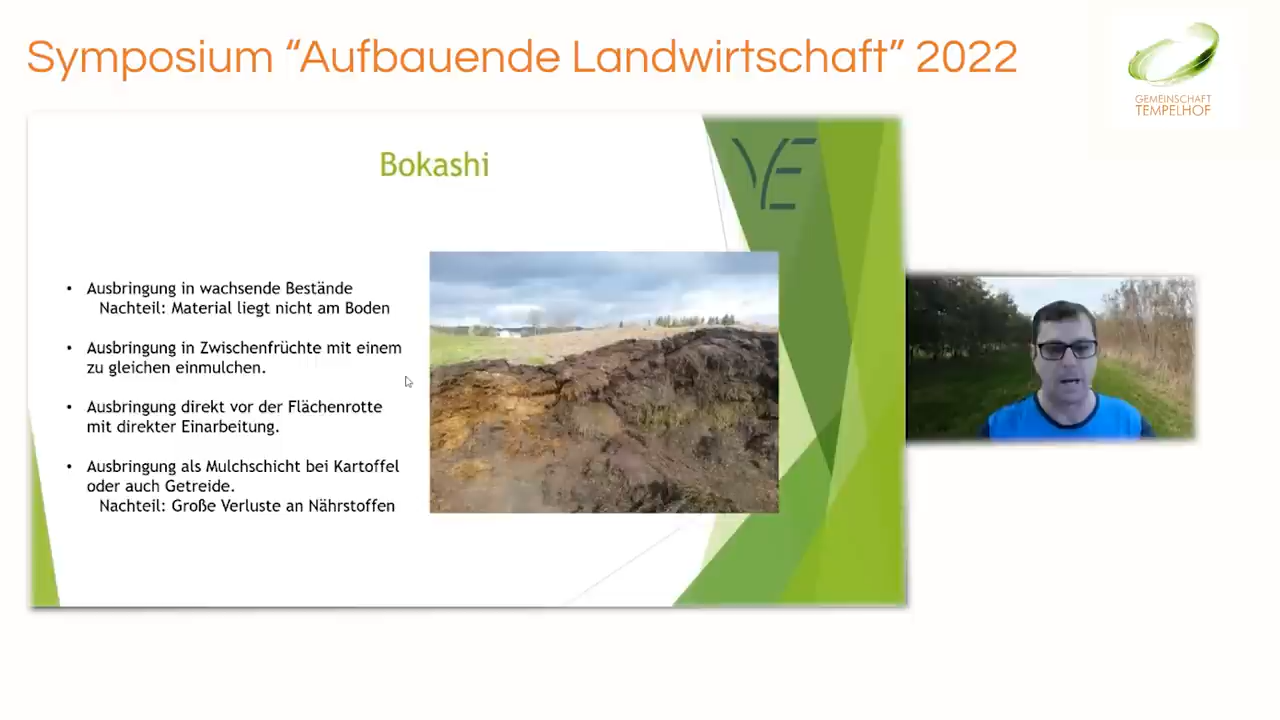 Symposium “Aufbauende Landwirtschaft” 2022
GEMEINSCHAFT
TEMPELHOF
Bokashi
VE
• Ausbringung in wachsende Bestände
Nachteil: Material liegt nicht am Boden
• Ausbringung in Zwischenfrüchte mit einem
zu gleichen einmulchen.
• Ausbringung direkt vor der Flächenrotte
mit direkter Einarbeitung.
• Ausbringung als Mulchschicht bei Kartoffel
oder auch Getreide.
Nachteil: Große Verluste an Nährstoffen